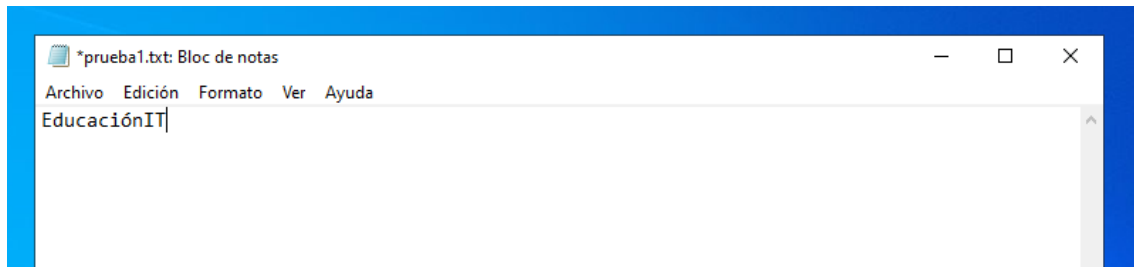 *prueba1.txt: Bloc de notas
Archivo Edición Formato Ver Ayuda
EducaciónIT